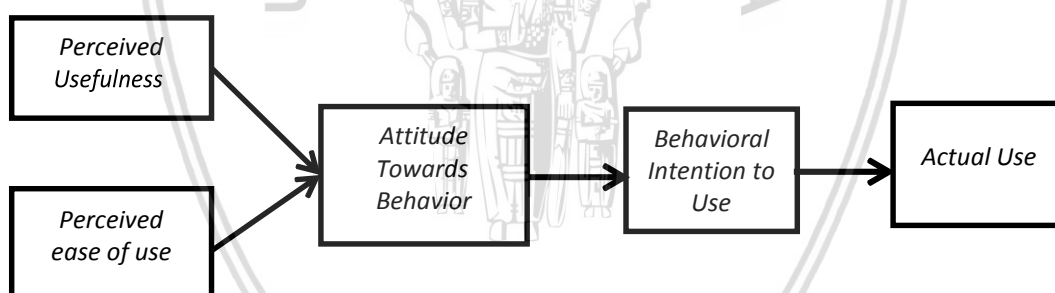 Perceived
Usefulness
Perceived
ease of use
Attitude
Towards
Behavior
Behavioral
Intention to
Use
Actual Use